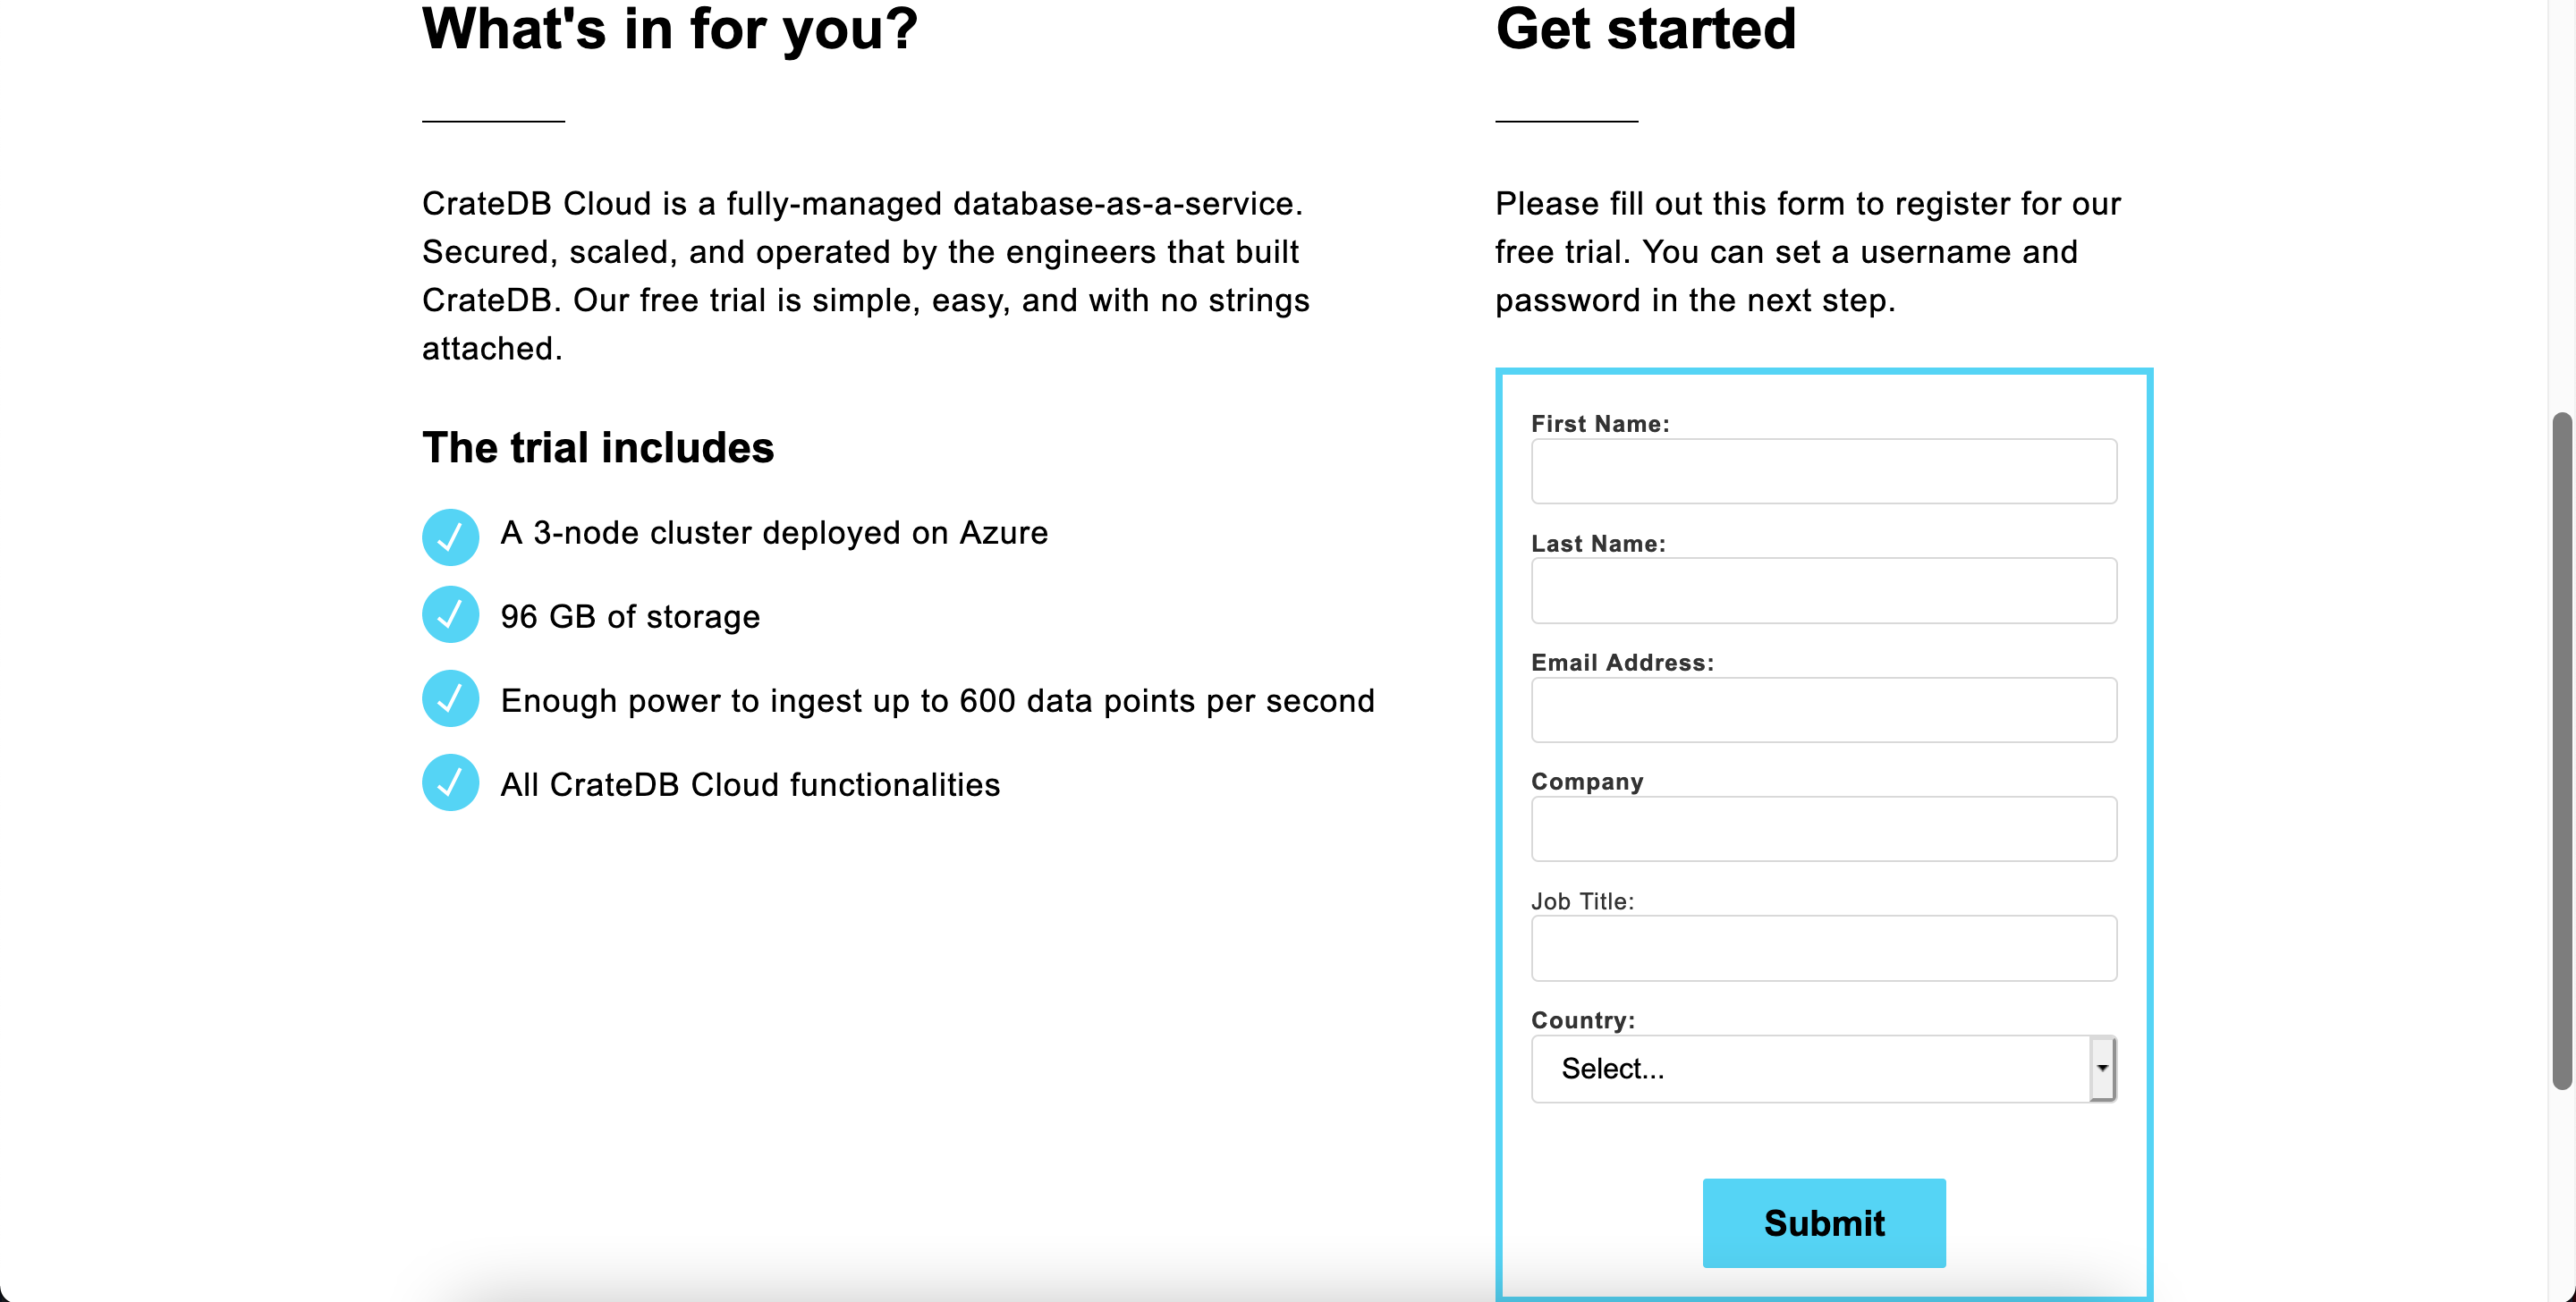 What's in for you?
CrateDB Cloud is a fully-managed database-as-a-service.
Secured, scaled, and operated by the engineers that built
CrateDB. Our free trial is simple, easy, and with no strings
attached.
The trial includes
A 3-node cluster deployed on Azure
96 GB of storage
Enough power to ingest up to 600 data points per second
All CrateDB Cloud functionalities
Get started
Please fill out this form to register for our
free trial. You can set a username and
password in the next step.
First Name:
Last Name:
Email Address:
Company
Job Title:
Country:
Select...
Submit